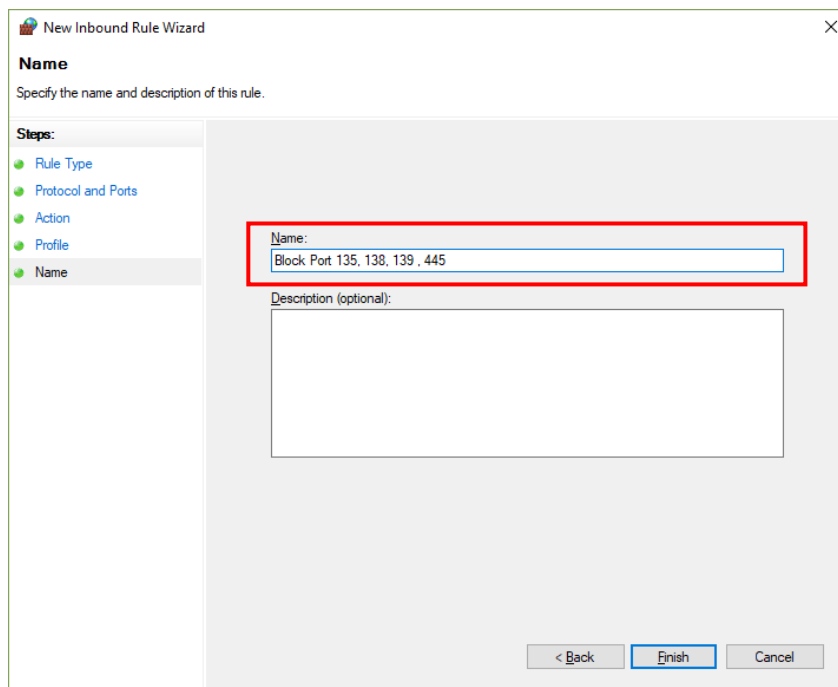 New Inbound Rule Wizard
Name
Specify the name and description of this rule.
Steps:
Rule Type
Protocol and Ports
Action
Profile
Name
Name:
Block Port 135, 138, 139 , 445
Description (optional):
< Back
Finish
Cancel